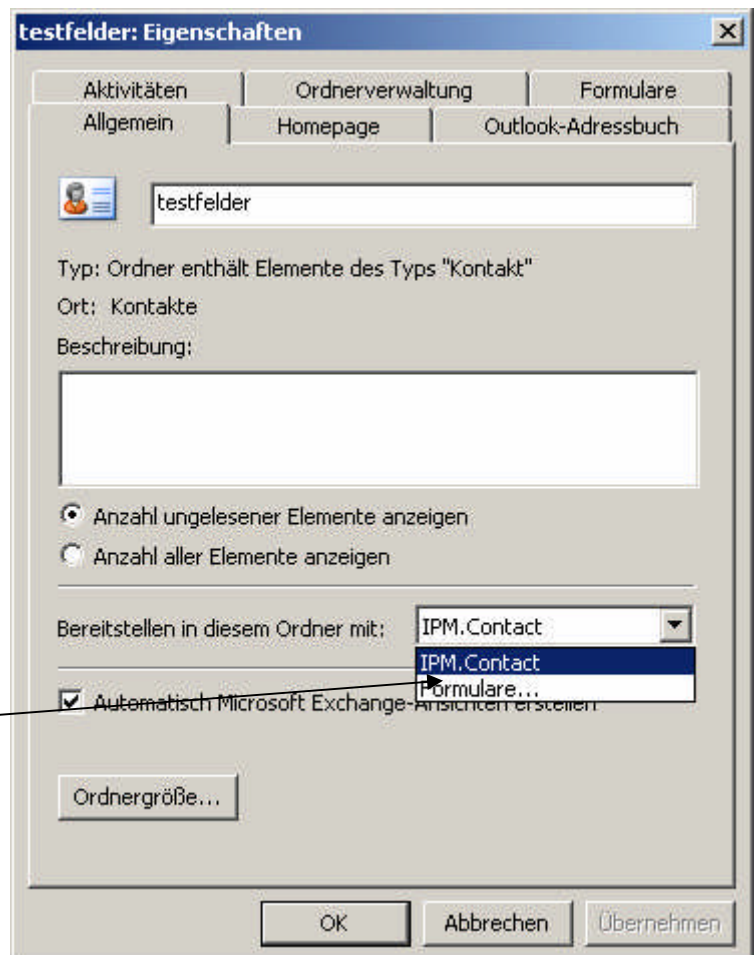 testfelder: Eigenschaften
Aktivitäten Ordnerverwaltung Formulare
Allgemein Homepage Outlook-Adressbuch
testfelder
Typ: Ordner enthält Elemente des Typs "Kontakt"
Ort: Kontakte
Beschreibung:
Anzahl ungelesener Elemente anzeigen
Anzahl aller Elemente anzeigen
Bereitstellen in diesem Ordner mit: IPM.Contact
IPM.Contact
Formulare...
Automatisch Microsoft Exchange-Ansichten erstellen
Ordnergröße...
OK Abbrechen Übernehmen